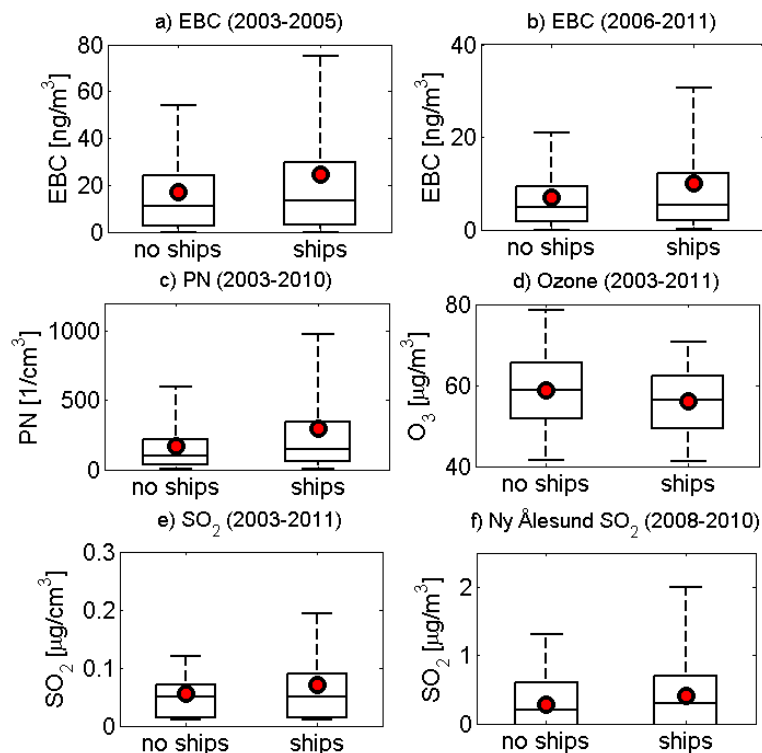 a) EBC (2003-2005)
EBC [ng/m³]
80
60
40
20
0
no ships
ships
b) EBC (2006-2011)
EBC [ng/m³]
40
20
0
no ships
ships
c) PN (2003-2010)
PN [1/cm³]
1000
500
0
no ships
ships
d) Ozone (2003-2011)
O₃ [µg/m³]
80
60
40
no ships
ships
e) SO₂ (2003-2011)
SO₂ [µg/cm³]
0.3
0.2
0.1
0
no ships
ships
f) Ny Ålesund SO₂ (2008-2010)
SO₂ [µg/m³]
2
1
0
no ships
ships